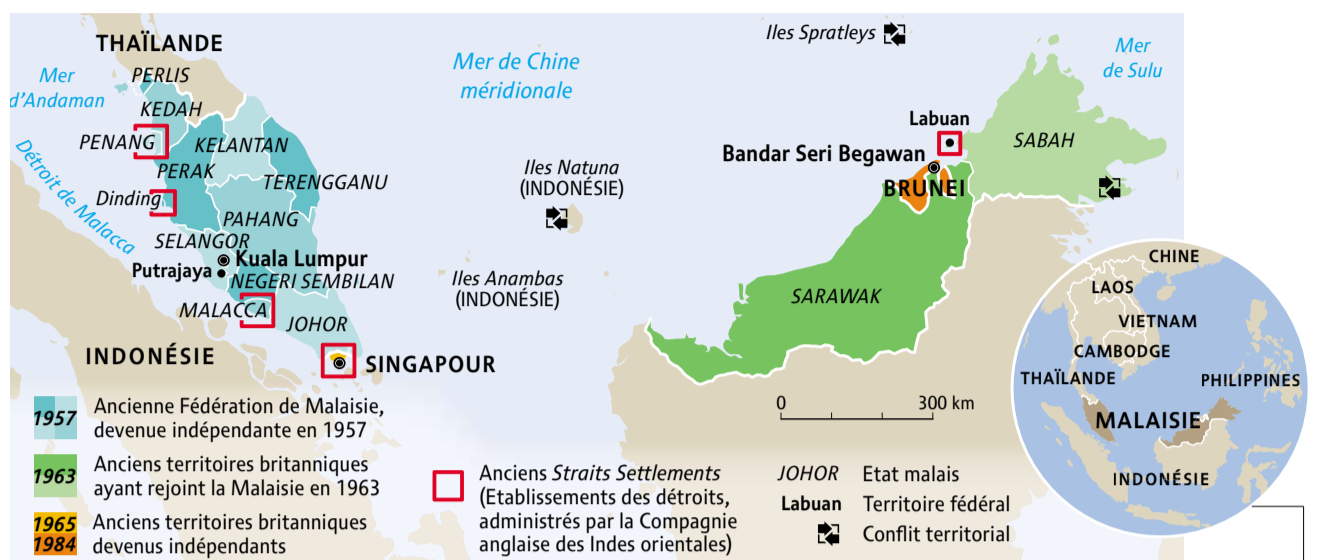 THAÏLANDE
Mer
d'Andaman
PERLIS
KEDAH
PENANG
KELANTAN
PERAK
TERENGGANU
Dinding
Détroit de Malacca
PAHANG
SELANGOR
Kuala Lumpur
Putrajaya
NEGERI SEMBILAN
MALACCA
JOHOR
INDONÉSIE
SINGAPOUR
Mer de Chine
méridionale
Iles Natuna
(INDONÉSIE)
Iles Anambas
(INDONÉSIE)
Iles Spratleys
Mer
de Sulu
Labuan
SABAH
Bandar Seri Begawan
BRUNEI
SARAWAK
0 300 km
CHINE
LAOS
VIETNAM
CAMBODGE
THAÏLANDE
PHILIPPINES
MALAISIE
INDONÉSIE
1957 Ancienne Fédération de Malaisie,
devenue indépendante en 1957
1963 Anciens territoires britanniques
ayant rejoint la Malaisie en 1963
1965 Anciens territoires britanniques
1984 devenus indépendants
Anciens Straits Settlements
(Etablissements des détroits,
administrés par la Compagnie
anglaise des Indes orientales)
JOHOR Etat malais
Labuan Territoire fédéral
Conflit territorial